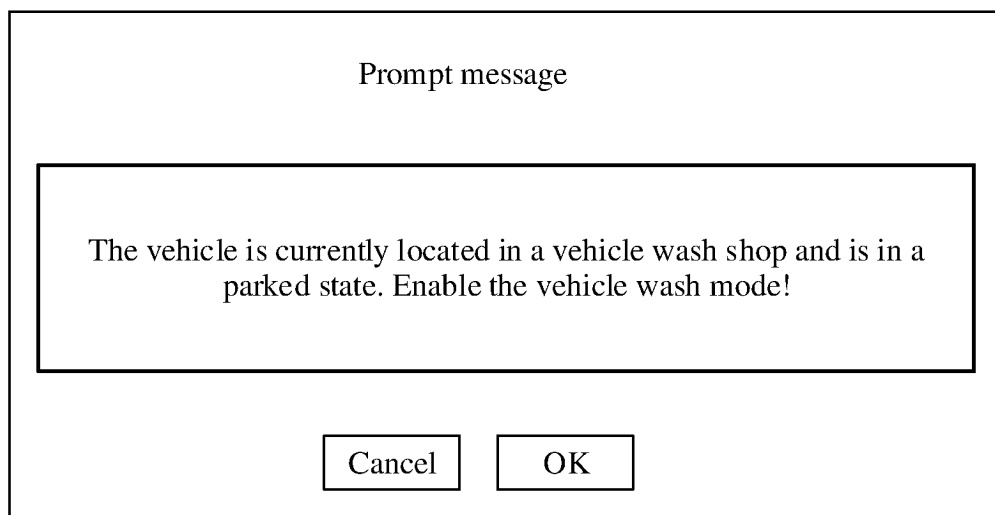 Prompt message
The vehicle is currently located in a vehicle wash shop and is in a
parked state. Enable the vehicle wash mode!
Cancel
OK